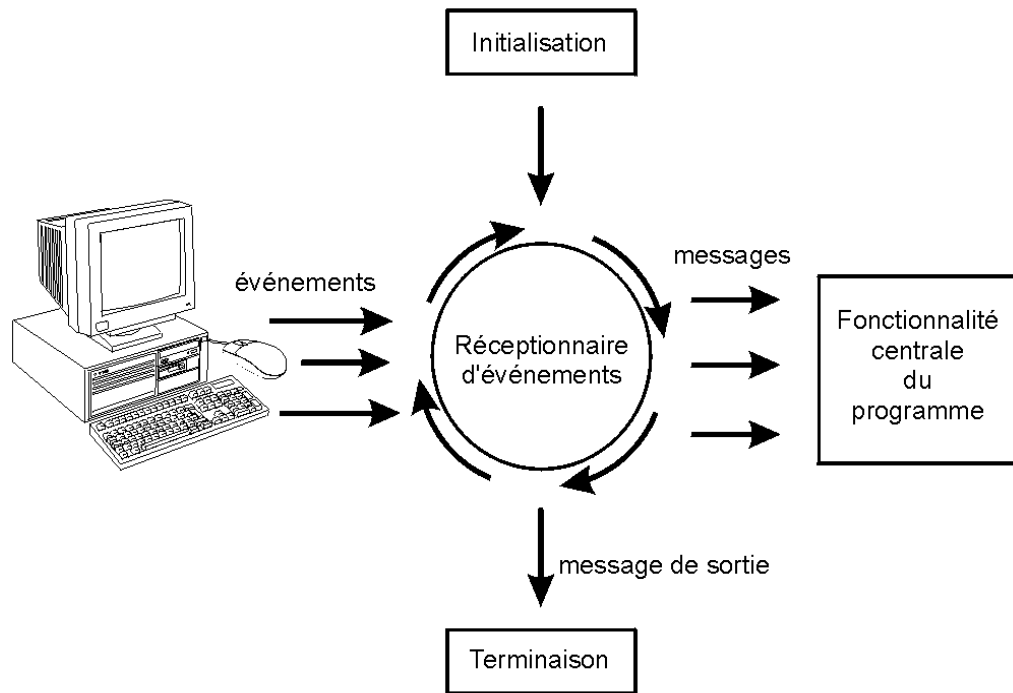 Initialisation
événements
messages
Réceptionnaire
d'événements
Fonctionnalité
centrale
du
programme
message de sortie
Terminaison